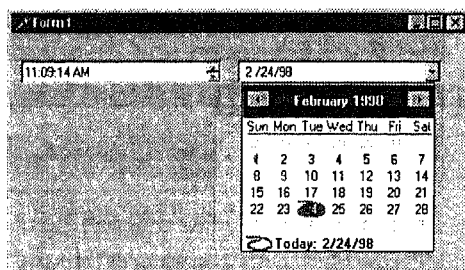 Form1
11:09:14 AM
2/24/98
February 1998
Sun Mon Tue Wed Thu Fri Sat
1 2 3 4 5 6 7
8 9 10 11 12 13 14
15 16 17 18 19 20 21
22 23 25 26 27 28
Today: 2/24/98